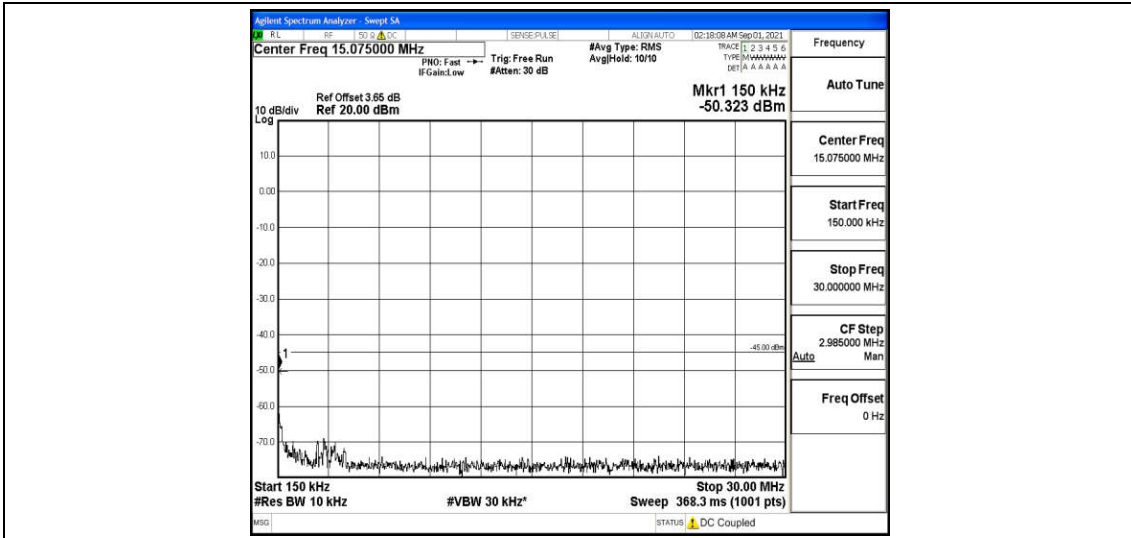 Agilent Spectrum Analyzer - Swept SA
RL RF 50 Ω ⚠ DC SENSE:PULSE ALIGN AUTO 02:18:08 AM Sep 01, 2021
Center Freq 15.075000 MHz #Avg Type: RMS TRACE 1 2 3 4 5 6
PNO: Fast Trig: Free Run Avg|Hold: 10/10 TYPE M WWWWW
IFGain:Low #Atten: 30 dB DET A A A A A A
Mkr1 150 kHz
-50.323 dBm
Ref Offset 3.65 dB
10 dB/div Ref 20.00 dBm
Log
10.0
0.00
-10.0
-20.0
-30.0
-40.0
1
-45.00 dBm
-50.0
-60.0
-70.0
Start 150 kHz Stop 30.00 MHz
#Res BW 10 kHz #VBW 30 kHz* Sweep 368.3 ms (1001 pts)
MSG STATUS ⚠ DC Coupled
Frequency
Auto Tune
Center Freq
15.075000 MHz
Start Freq
150.000 kHz
Stop Freq
30.000000 MHz
CF Step
2.985000 MHz
Auto Man
Freq Offset
0 Hz